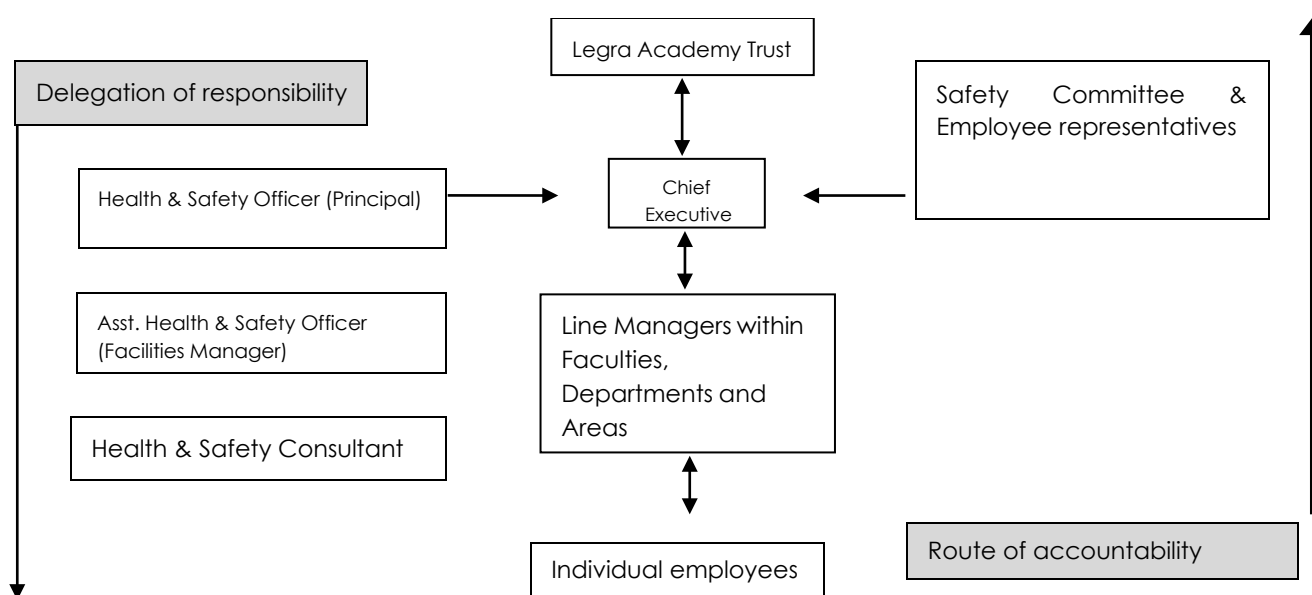 Legra Academy Trust
Delegation of responsibility
Safety Committee &
Employee representatives
Health & Safety Officer (Principal)
Chief
Executive
Asst. Health & Safety Officer
(Facilities Manager)
Line Managers within
Faculties,
Departments and
Areas
Health & Safety Consultant
Route of accountability
Individual employees